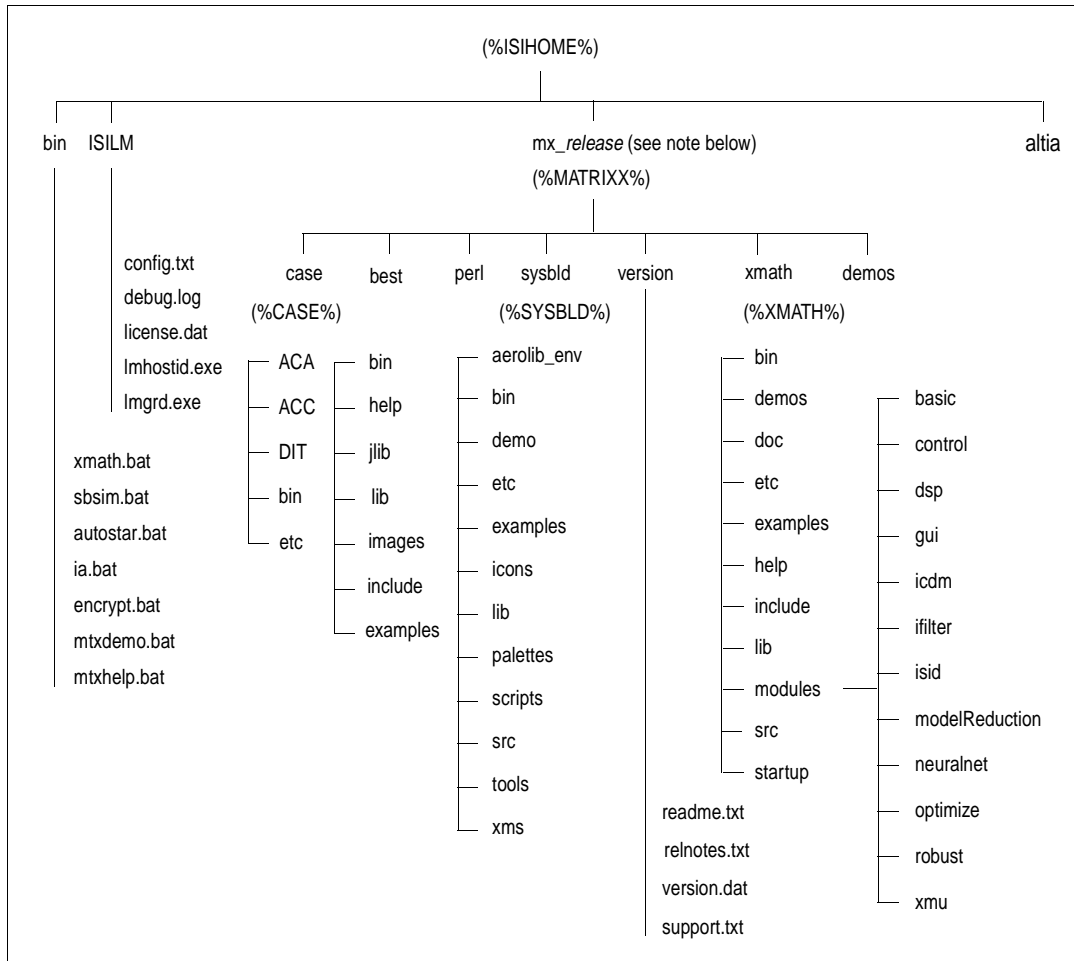 (%ISIHOME%)
bin ISILM mx_release (see note below) altia
(%MATRIXX%)
case best perl sysbld version xmath demos
(%CASE%) (%SYSBLD%) (%XMATH%)
config.txt
debug.log
license.dat
lmhostid.exe
lmgrd.exe
xmath.bat
sbsim.bat
autostar.bat
ia.bat
encrypt.bat
mtxdemo.bat
mtxhelp.bat
ACA
ACC
DIT
bin
etc
bin
help
jlib
lib
images
include
examples
aerolib_env
bin
demo
etc
examples
icons
lib
palettes
scripts
src
tools
xms
readme.txt
relnotes.txt
version.dat
support.txt
bin
demos
doc
etc
examples
help
include
lib
modules
src
startup
basic
control
dsp
gui
icdm
ifilter
isid
modelReduction
neuralnet
optimize
robust
xmu